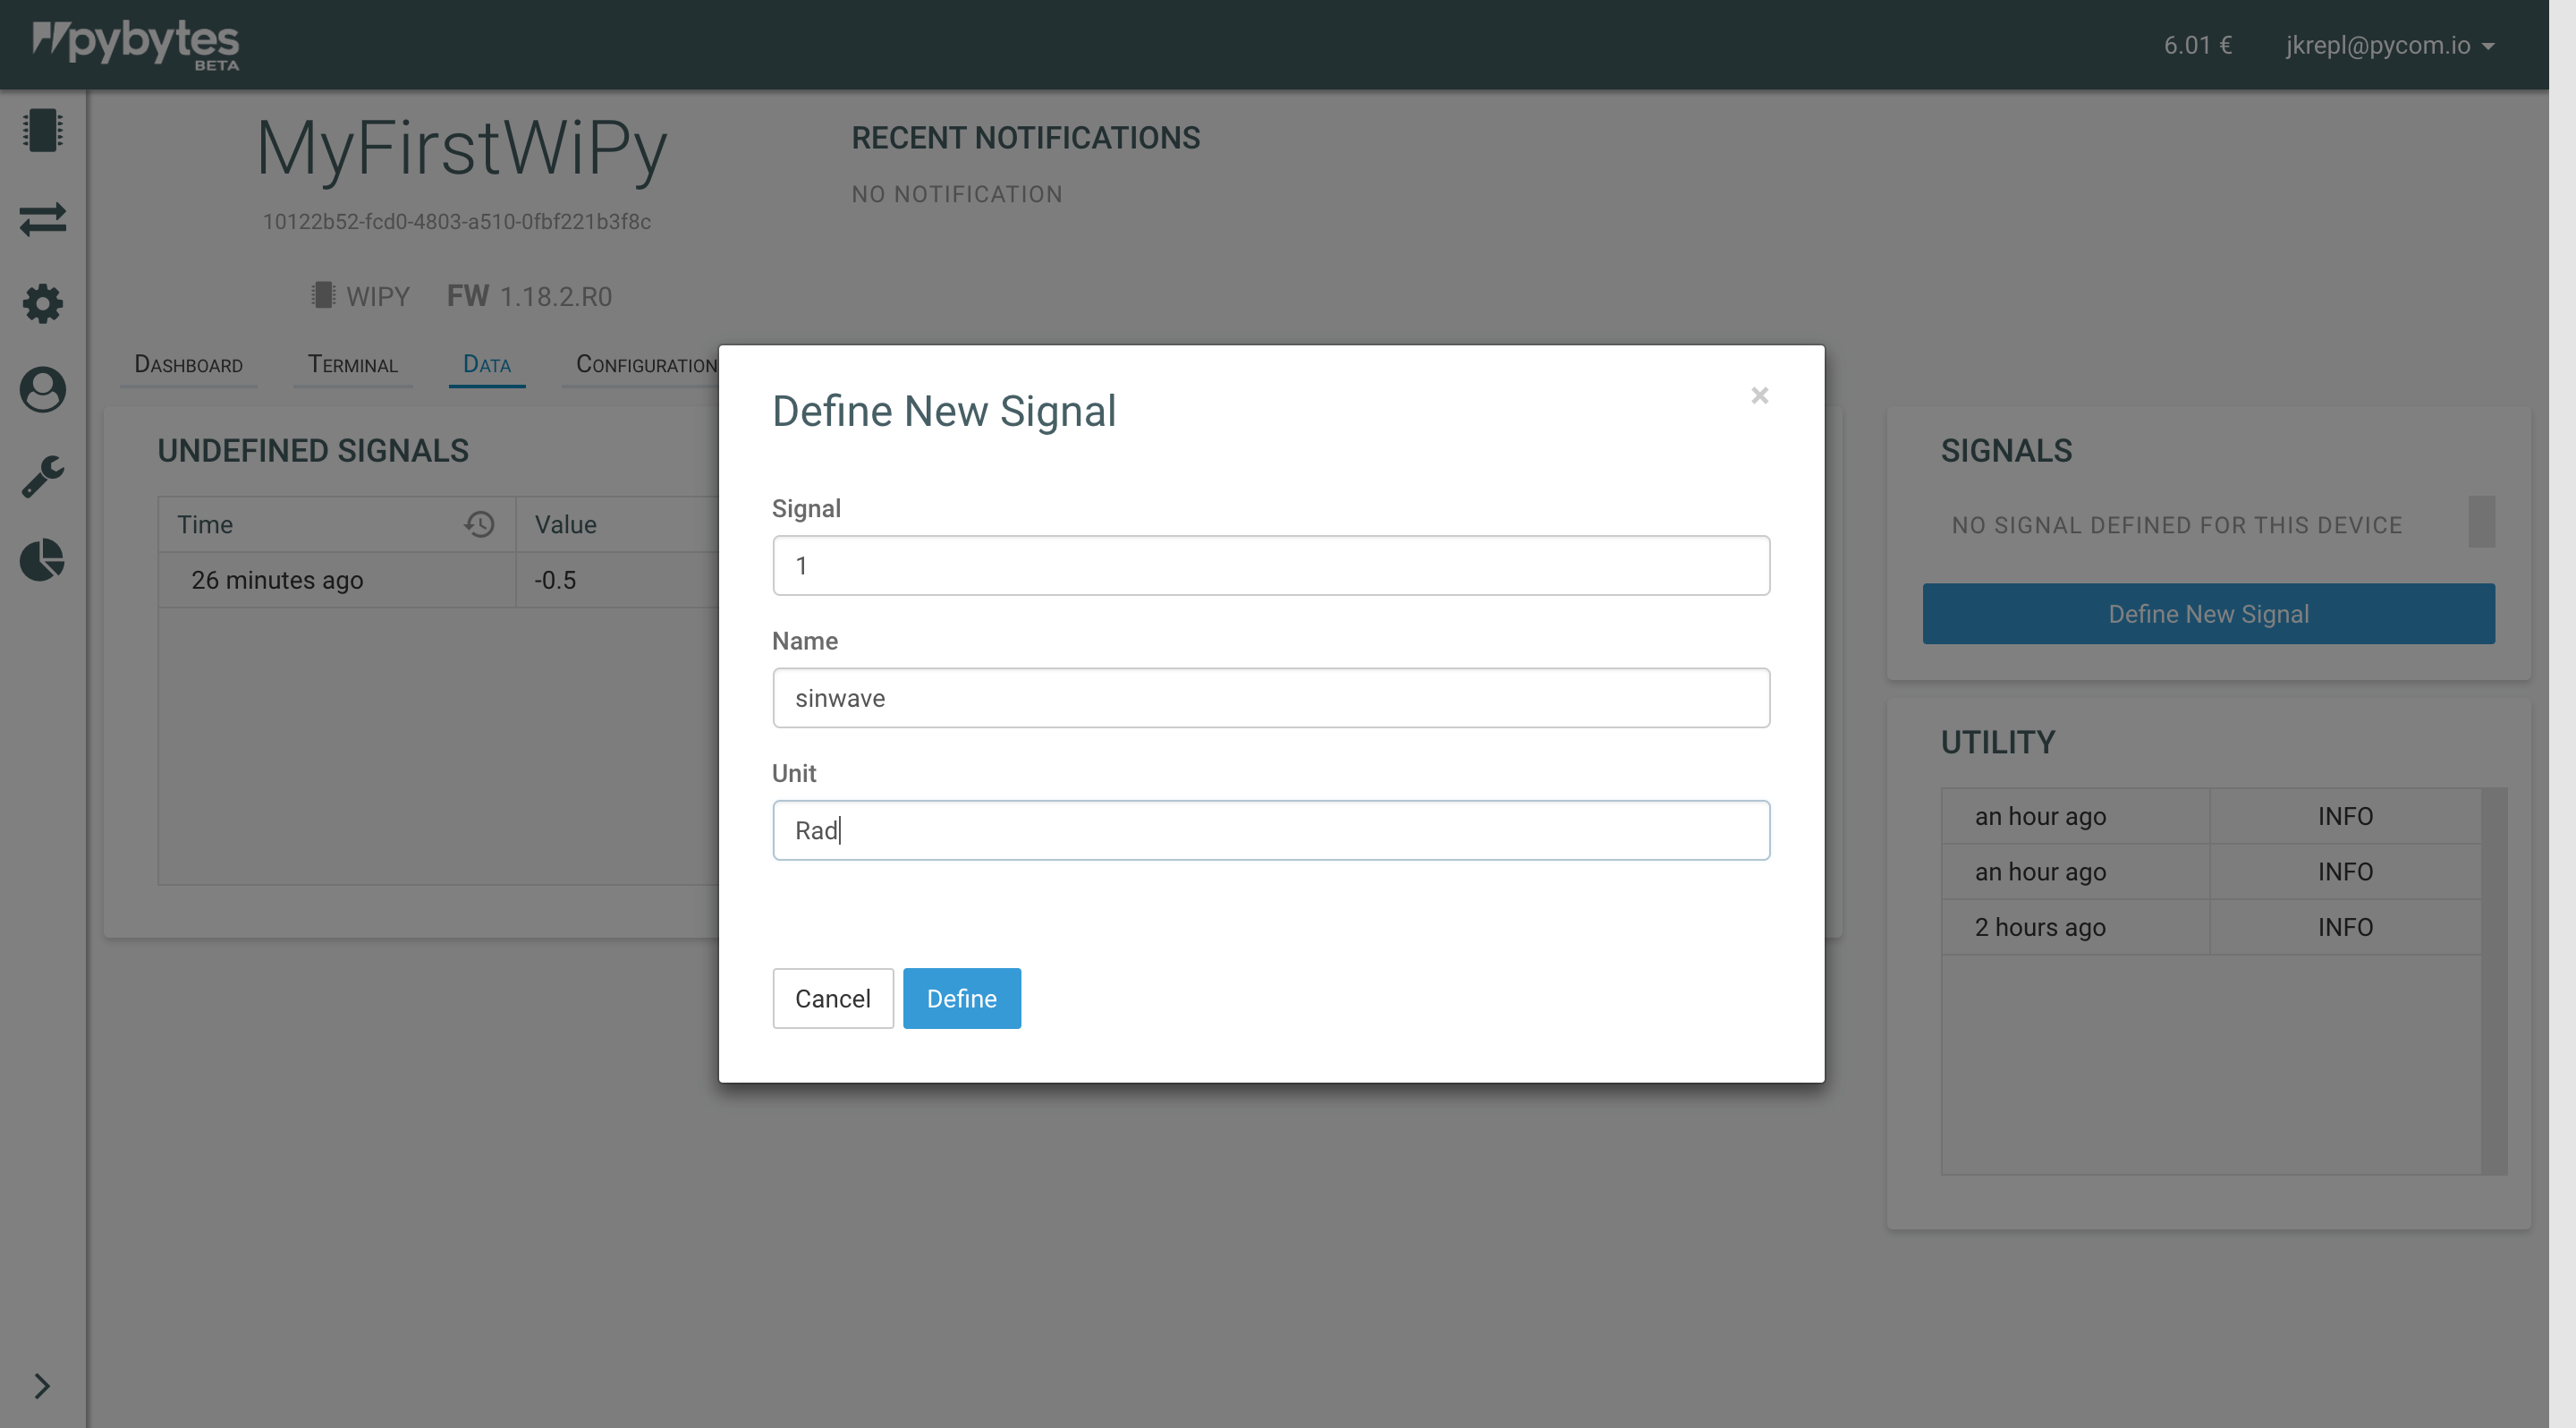 pybytes
BETA
6.01 €
jkrepl@pycom.io
MyFirstWiPy
10122b52-fcd0-4803-a510-0fbf221b3f8c
WIPY FW 1.18.2.R0
RECENT NOTIFICATIONS
NO NOTIFICATION
Dashboard Terminal Data Configuration
UNDEFINED SIGNALS
Time Value
26 minutes ago -0.5
Define New Signal
×
Signal
1
Name
sinwave
Unit
Rad
Cancel Define
SIGNALS
NO SIGNAL DEFINED FOR THIS DEVICE
Define New Signal
UTILITY
an hour ago INFO
an hour ago INFO
2 hours ago INFO